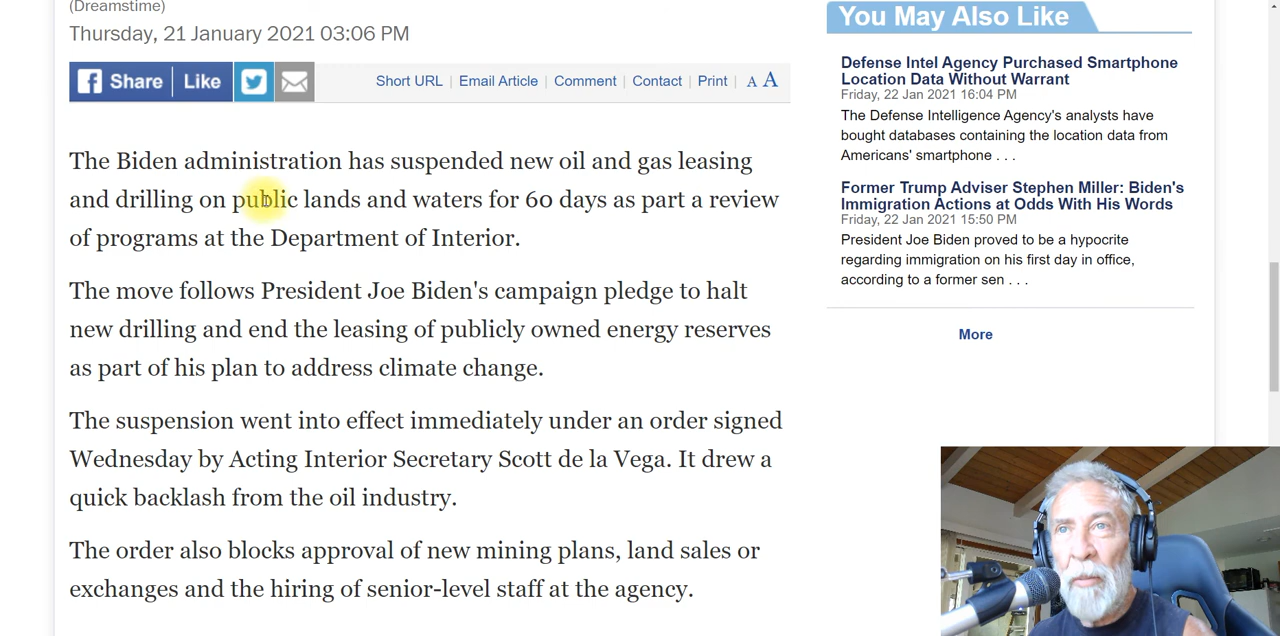 (Dreamstime)
Thursday, 21 January 2021 03:06 PM
Share Like
Short URL | Email Article | Comment | Contact | Print | A A
The Biden administration has suspended new oil and gas leasing
and drilling on public lands and waters for 60 days as part a review
of programs at the Department of Interior.
The move follows President Joe Biden's campaign pledge to halt
new drilling and end the leasing of publicly owned energy reserves
as part of his plan to address climate change.
The suspension went into effect immediately under an order signed
Wednesday by Acting Interior Secretary Scott de la Vega. It drew a
quick backlash from the oil industry.
The order also blocks approval of new mining plans, land sales or
exchanges and the hiring of senior-level staff at the agency.
You May Also Like
Defense Intel Agency Purchased Smartphone
Location Data Without Warrant
Friday, 22 Jan 2021 16:04 PM
The Defense Intelligence Agency's analysts have
bought databases containing the location data from
Americans' smartphone . . .
Former Trump Adviser Stephen Miller: Biden's
Immigration Actions at Odds With His Words
Friday, 22 Jan 2021 15:50 PM
President Joe Biden proved to be a hypocrite
regarding immigration on his first day in office,
according to a former sen . . .
More